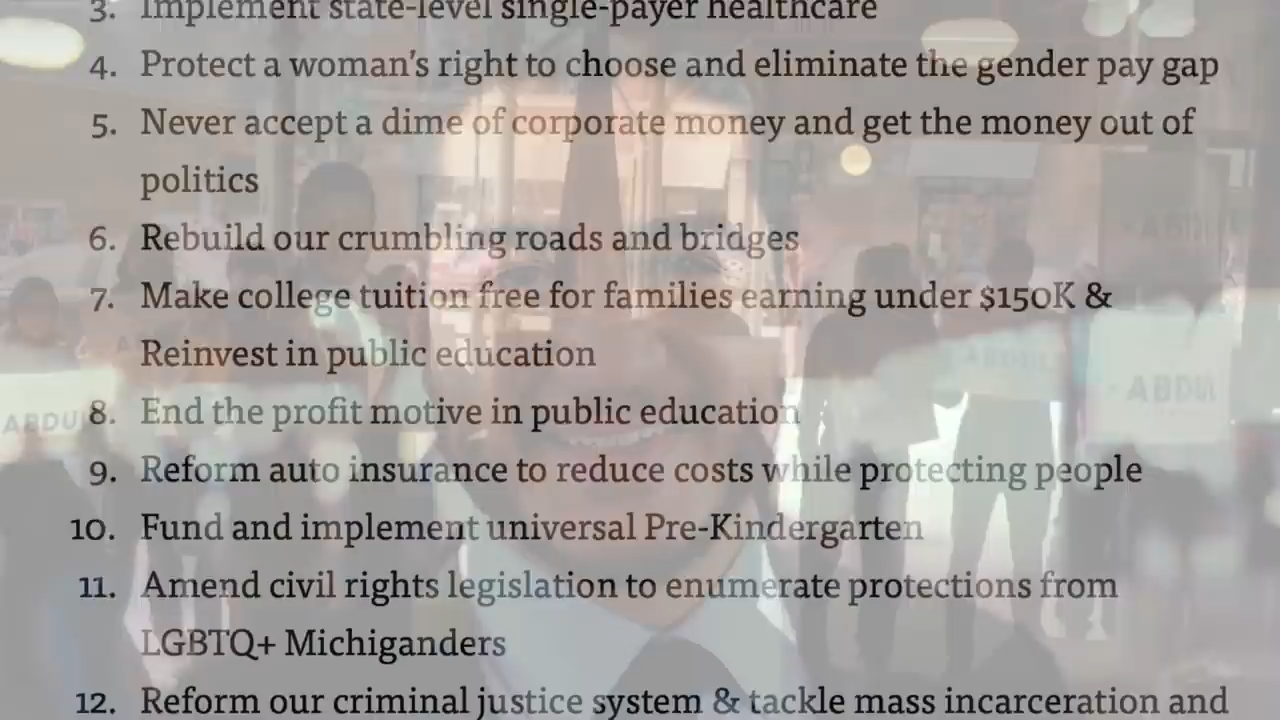 3. Implement state-level single-payer healthcare
4. Protect a woman's right to choose and eliminate the gender pay gap
5. Never accept a dime of corporate money and get the money out of
politics
6. Rebuild our crumbling roads and bridges
7. Make college tuition free for families earning under $150K &
Reinvest in public education
8. End the profit motive in public education
9. Reform auto insurance to reduce costs while protecting people
10. Fund and implement universal Pre-Kindergarten
11. Amend civil rights legislation to enumerate protections from
LGBTQ+ Michiganders
12. Reform our criminal justice system & tackle mass incarceration and
ABDU
ABDUL
ABDUL